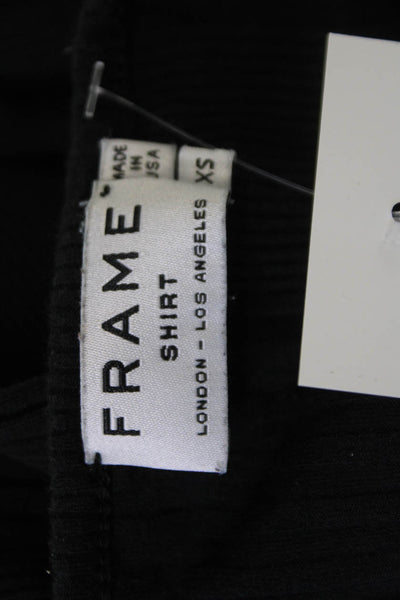 MADE
IN
USA
XS
FRAME
SHIRT
LONDON - LOS ANGELES